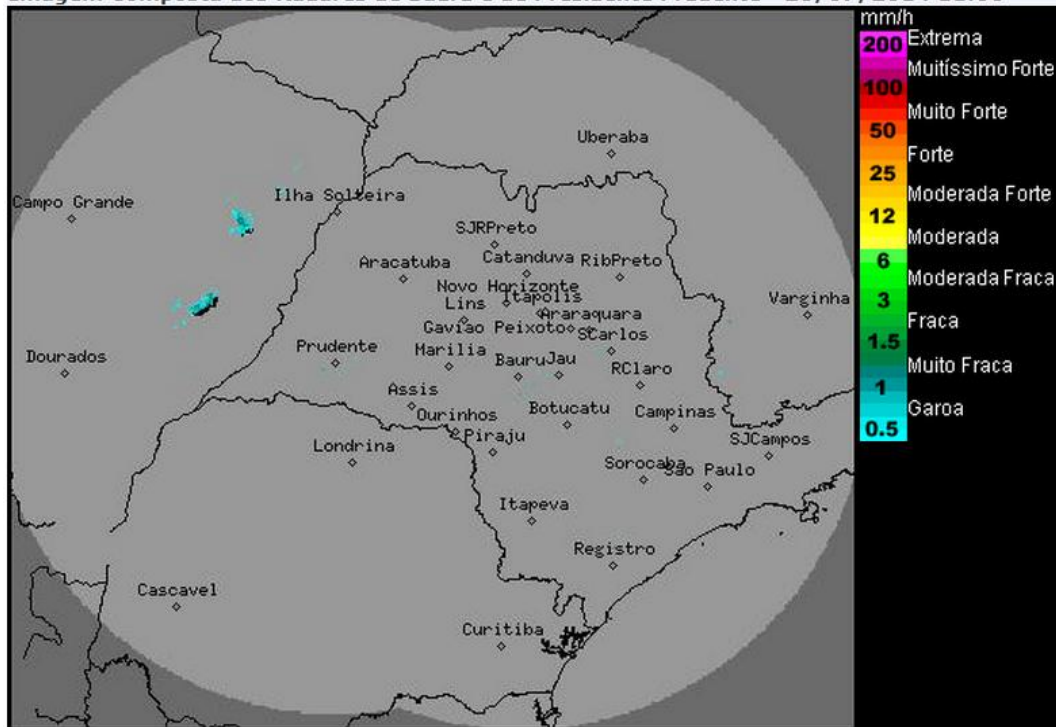 mm/h
200 Extrema
Muitíssimo Forte
100
Muito Forte
50
Forte
25
Moderada Forte
12
Moderada
6
Moderada Fraca
3
Fraca
1.5
Muito Fraca
1
Garoa
0.5
Uberaba
Campo Grande
Ilha Solteira
SJRPreto
Catanduva
Aracatuba
RibPreto
Novo Horizonte
Itapolis
Lins
Araraquara
Varginha
Gaviao Peixoto
SCarlos
Dourados
Prudente
Marilia
Bauru
Jau
RClaro
Assis
Ourinhos
Botucatu
Campinas
Londrina
Piraju
SJCampos
Sorocaba
Sao Paulo
Itapeva
Registro
Cascavel
Curitiba